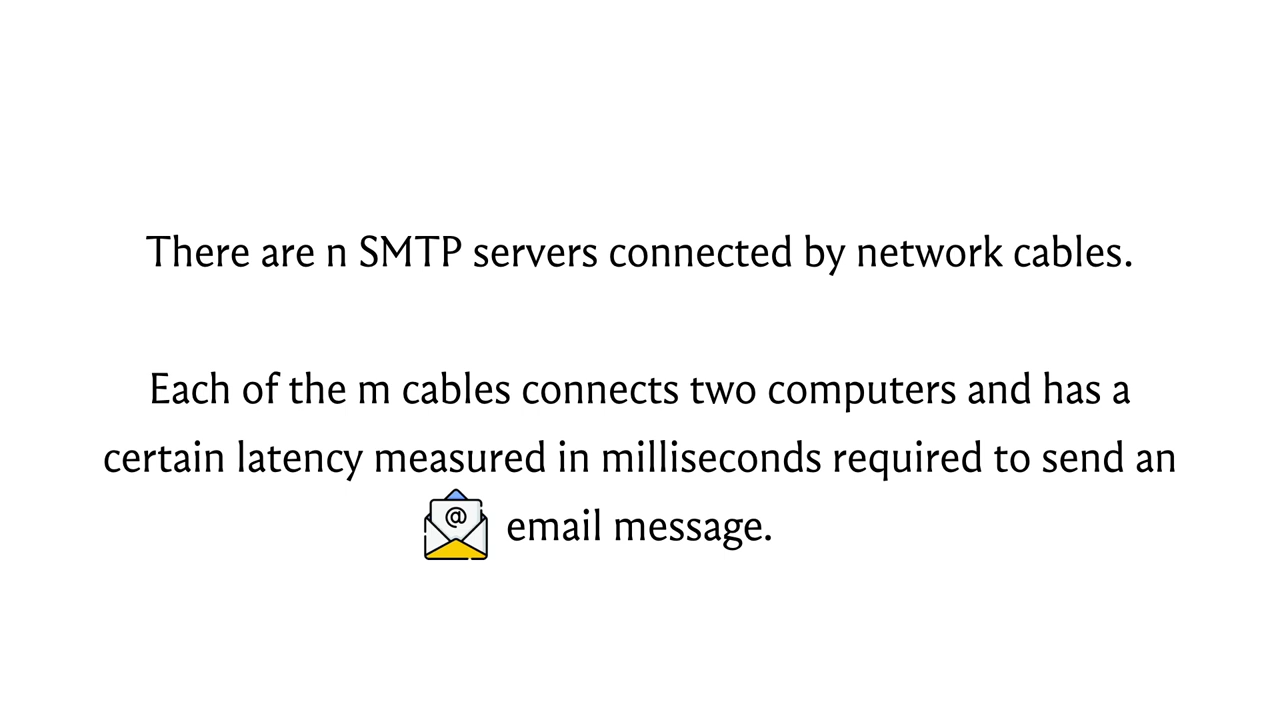 There are n SMTP servers connected by network cables.
Each of the m cables connects two computers and has a
certain latency measured in milliseconds required to send an
@ email message.